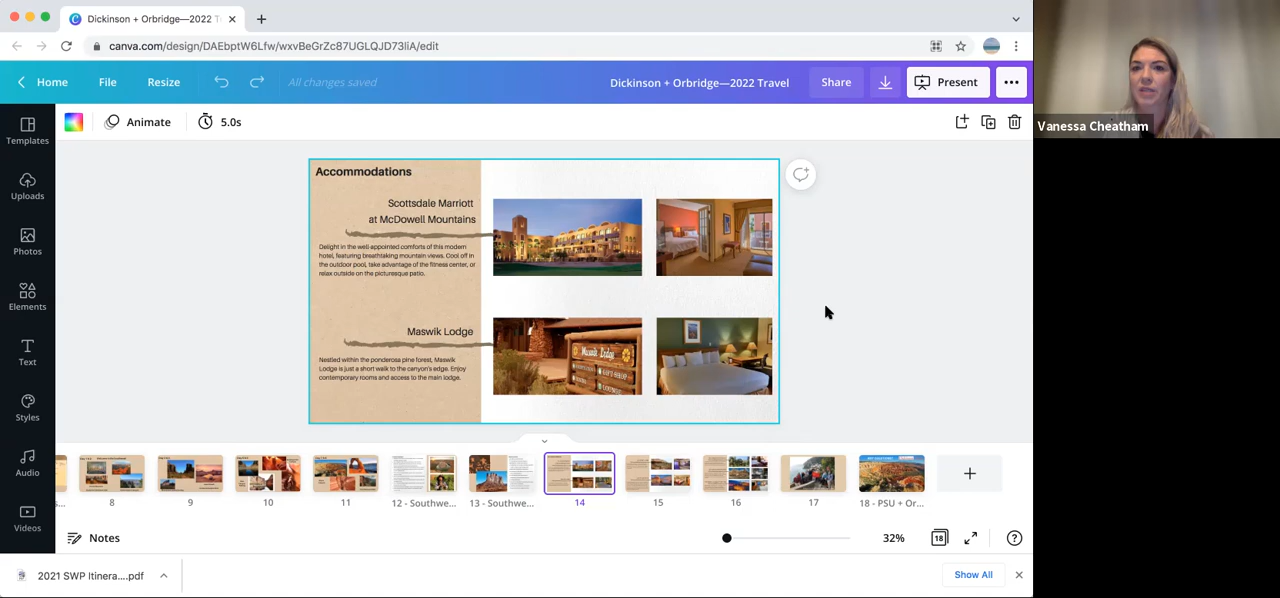 Dickinson + Orbridge—2022 T
canva.com/design/DAEbptW6Lfw/wxvBeGrZc87UGLQJD73liA/edit
Home
File
Resize
All changes saved
Dickinson + Orbridge—2022 Travel
Share
Present
Animate
5.0s
Vanessa Cheatham
Templates
Uploads
Photos
Elements
Text
Styles
Audio
Videos
Accommodations
Scottsdale Marriott
at McDowell Mountains
Delight in the well-appointed comforts of this modern
hotel, featuring breathtaking mountain views. Cool off in
the outdoor pool, take advantage of the fitness center, or
relax outside on the picturesque patio.
Maswik Lodge
Nestled within the ponderosa pine forest, Maswik
Lodge is just a short walk to the canyon's edge. Enjoy
contemporary rooms and access to the main lodge.
Maswik Lodge
s...
8
9
10
11
12 - Southwe...
13 - Southwe...
14
15
16
17
18 - PSU + Or...
Notes
32%
18
2021 SWP Itinera....pdf
Show All